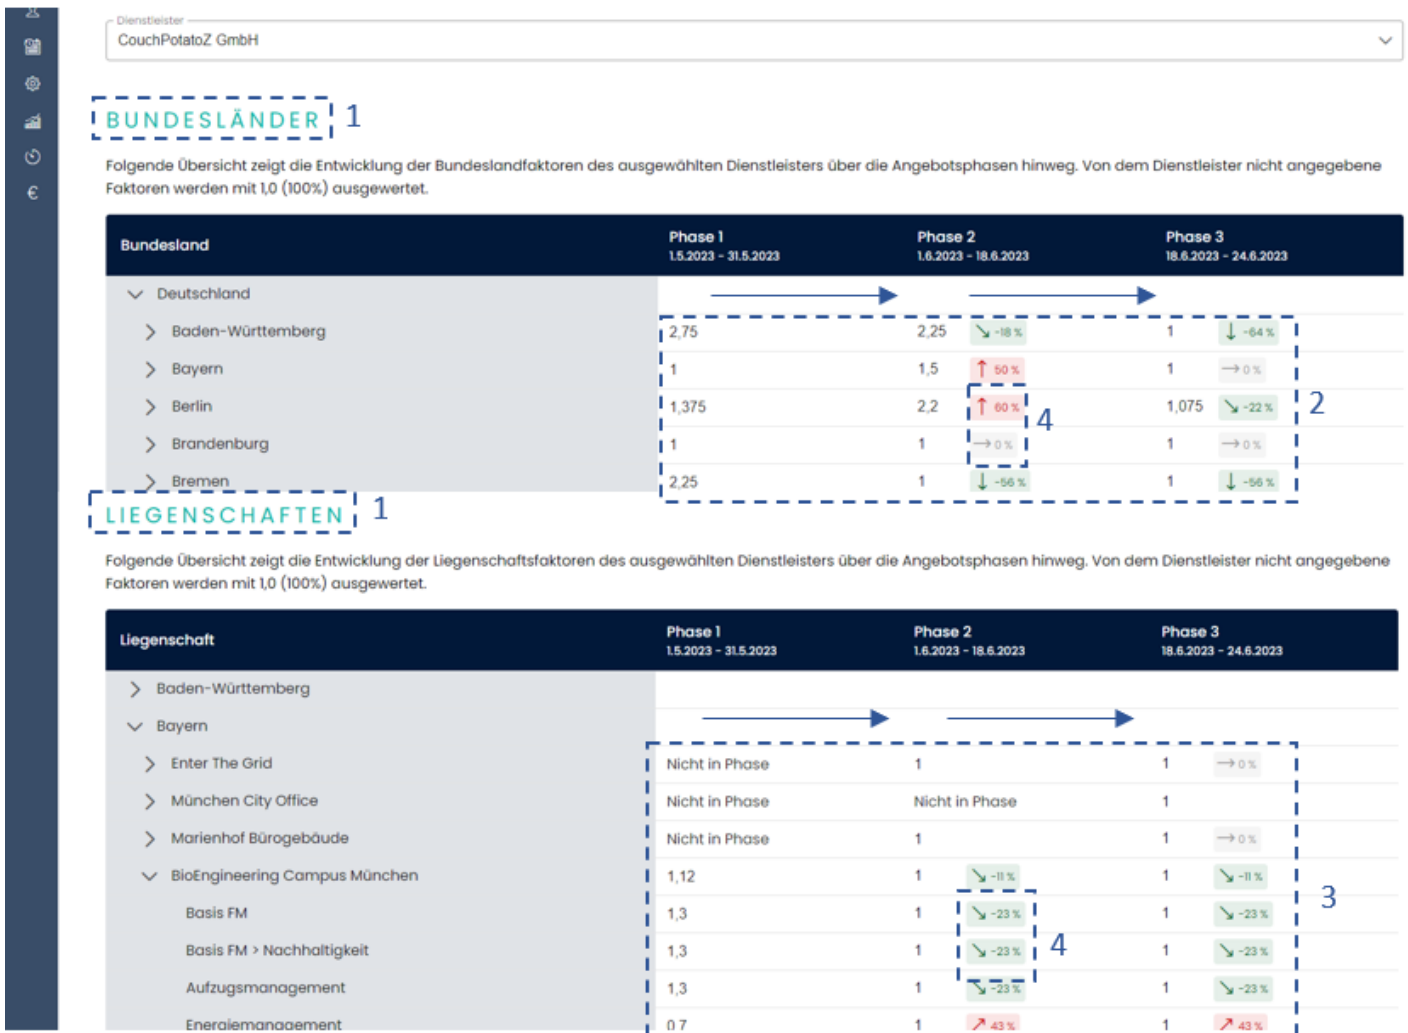 Dienstleister
CouchPotatoZ GmbH
BUNDESLÄNDER 1
Folgende Übersicht zeigt die Entwicklung der Bundeslandfaktoren des ausgewählten Dienstleisters über die Angebotsphasen hinweg. Von dem Dienstleister nicht angegebene
Faktoren werden mit 1,0 (100%) ausgewertet.
Bundesland Phase 1 Phase 2 Phase 3
1.5.2023 - 31.5.2023 1.6.2023 - 18.6.2023 18.6.2023 - 24.6.2023
Deutschland
Baden-Württemberg 2,75 2,25 ↘ -18 % 1 ↓ -64 %
Bayern 1 1,5 ↑ 50 % 1 → 0 %
Berlin 1,375 2,2 ↑ 60 % 4 1,075 ↘ -22 % 2
Brandenburg 1 1 → 0 % 1 → 0 %
Bremen 2,25 1 ↓ -56 % 1 ↓ -56 %
LIEGENSCHAFTEN 1
Folgende Übersicht zeigt die Entwicklung der Liegenschaftsfaktoren des ausgewählten Dienstleisters über die Angebotsphasen hinweg. Von dem Dienstleister nicht angegebene
Faktoren werden mit 1,0 (100%) ausgewertet.
Liegenschaft Phase 1 Phase 2 Phase 3
1.5.2023 - 31.5.2023 1.6.2023 - 18.6.2023 18.6.2023 - 24.6.2023
Baden-Württemberg
Bayern
Enter The Grid Nicht in Phase 1 1 → 0 %
München City Office Nicht in Phase Nicht in Phase 1
Marienhof Bürogebäude Nicht in Phase 1 1 → 0 %
BioEngineering Campus München 1,12 1 ↘ -11 % 1 ↘ -11 %
Basis FM 1,3 1 ↘ -23 % 1 ↘ -23 % 3
Basis FM > Nachhaltigkeit 1,3 1 ↘ -23 % 4 1 ↘ -23 %
Aufzugsmanagement 1,3 1 ↘ -23 % 1 ↘ -23 %
Energiemanagement 0,7 1 ↗ 43 % 1 ↗ 43 %